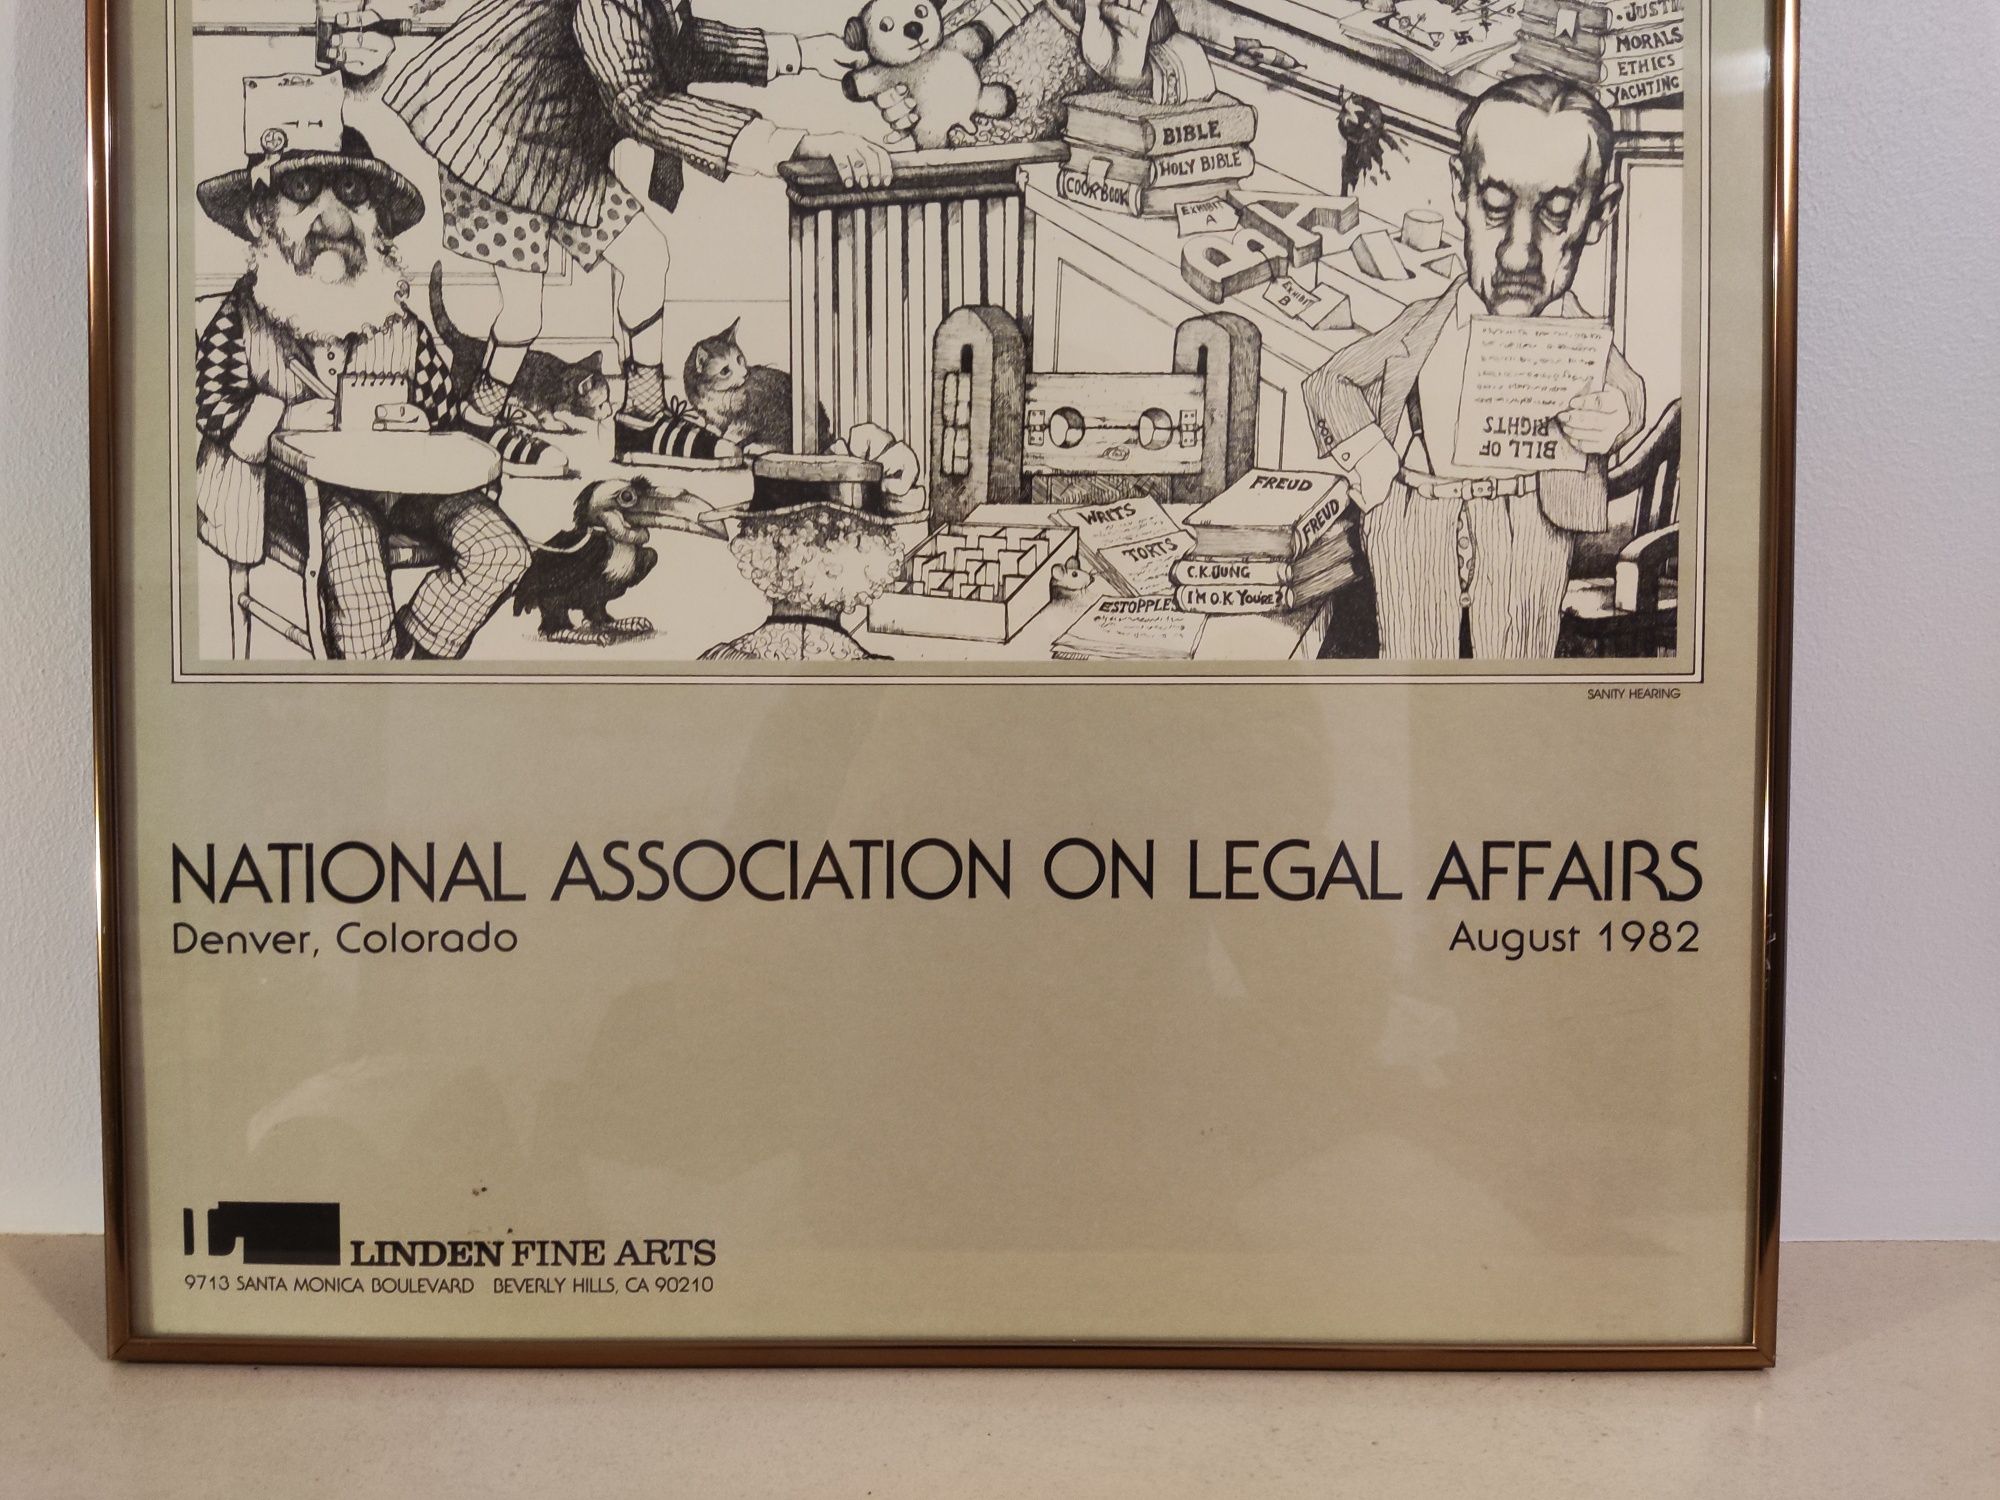 JUSTI
MORALS
ETHICS
YACHTING
BIBLE
HOLY BIBLE
COOKBOOK
EXHIBIT
A
BANK
EXHIBIT
B
BILL OF
RIGHTS
FREUD
FREUD
WRITS
TORTS
C.K.JUNG
I'M O.K YOU'RE?
ESTOPPLES
SANITY HEARING
NATIONAL ASSOCIATION ON LEGAL AFFAIRS
Denver, Colorado
August 1982
LINDEN FINE ARTS
9713 SANTA MONICA BOULEVARD BEVERLY HILLS, CA 90210